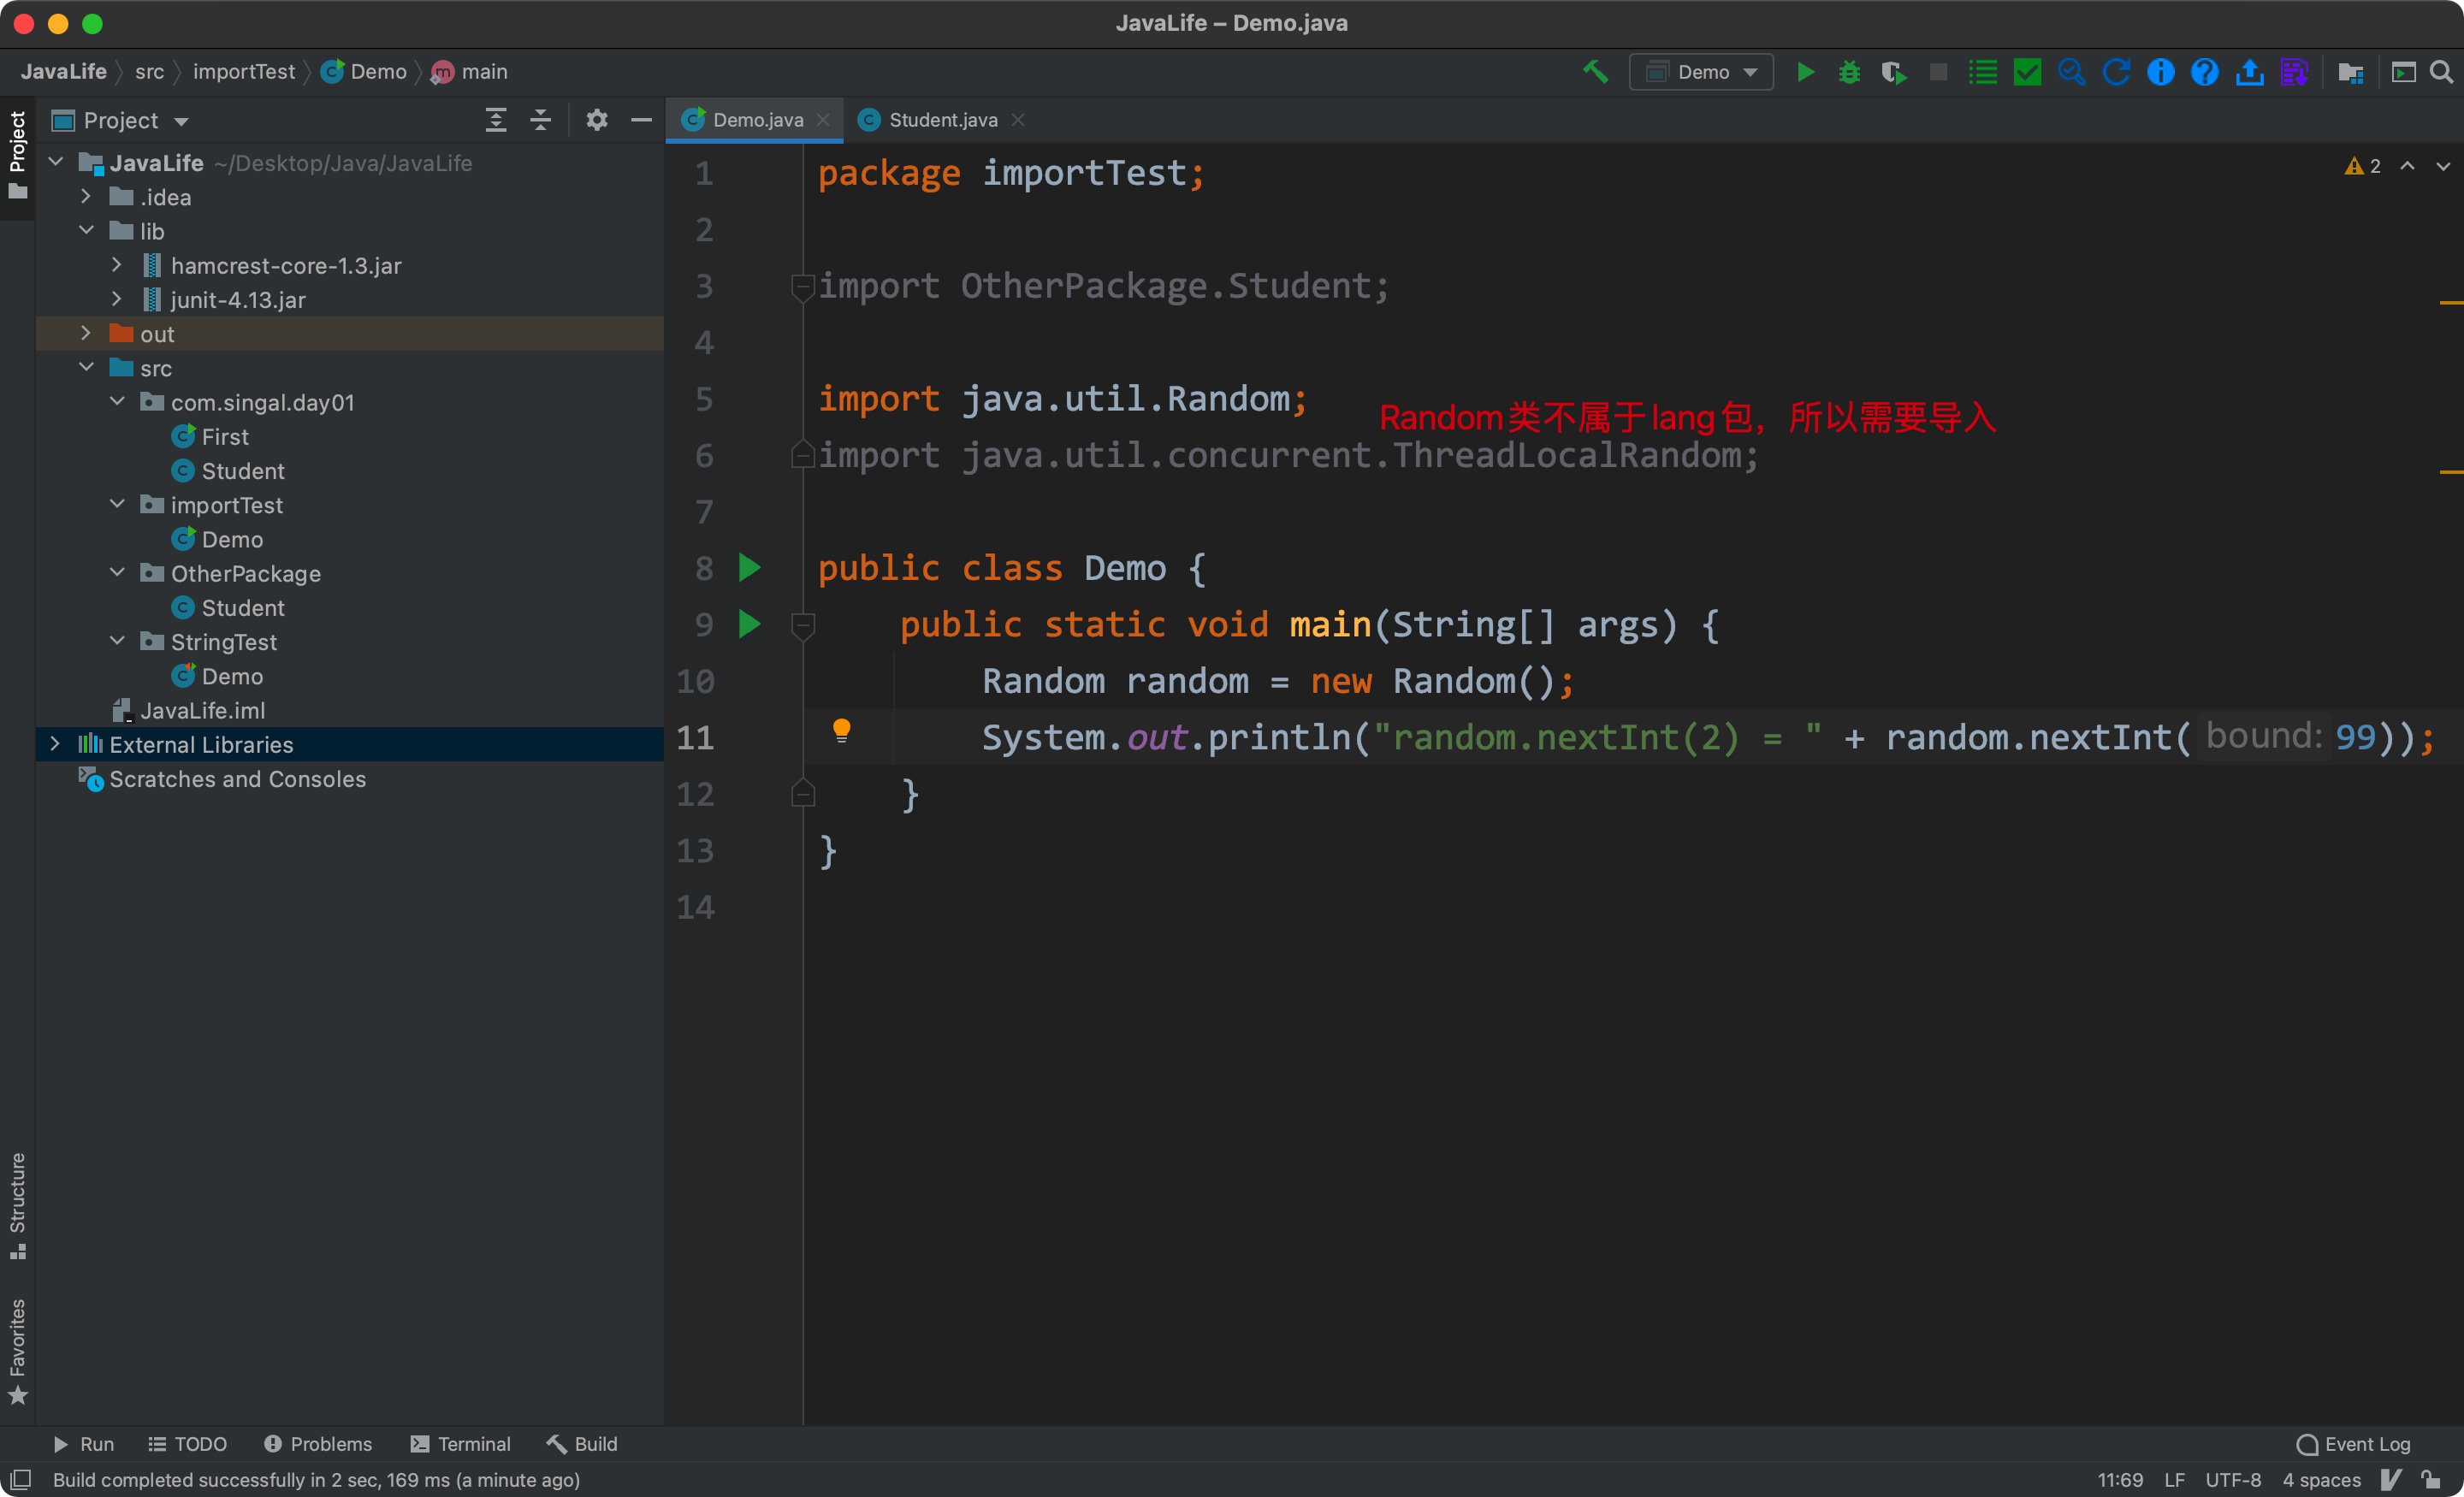 JavaLife – Demo.java
JavaLife src importTest Demo main
Demo
Project
Project
Demo.java
Student.java
JavaLife ~/Desktop/Java/JavaLife
.idea
lib
hamcrest-core-1.3.jar
junit-4.13.jar
out
src
com.singal.day01
First
Student
importTest
Demo
OtherPackage
Student
StringTest
Demo
JavaLife.iml
External Libraries
Scratches and Consoles
2
1 package importTest;
2
3 import OtherPackage.Student;
4
5 import java.util.Random;
Random类不属于lang包，所以需要导入
6 import java.util.concurrent.ThreadLocalRandom;
7
8 public class Demo {
9 public static void main(String[] args) {
10 Random random = new Random();
11 System.out.println("random.nextInt(2) = " + random.nextInt( bound: 99));
12 }
13 }
14
Structure
Favorites
Run TODO Problems Terminal Build
Event Log
Build completed successfully in 2 sec, 169 ms (a minute ago)
11:69 LF UTF-8 4 spaces